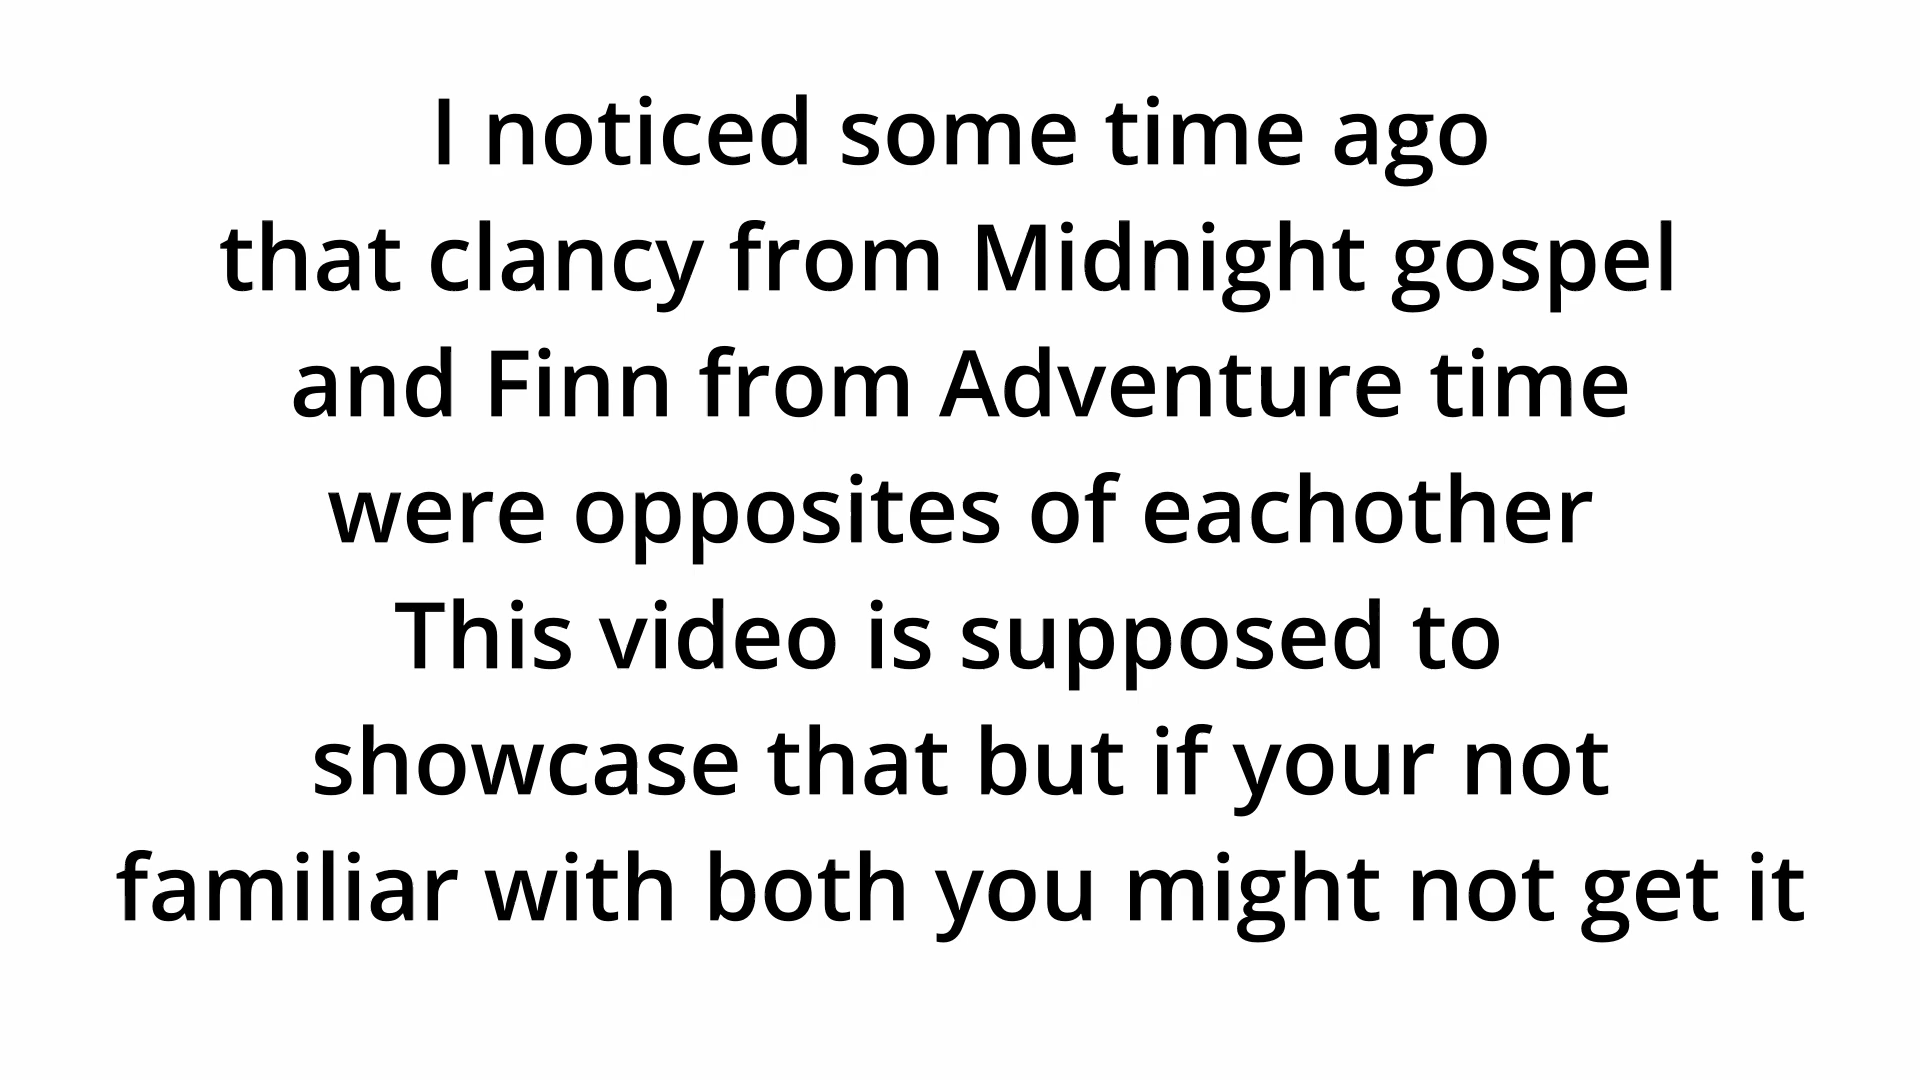 I noticed some time ago
that clancy from Midnight gospel
and Finn from Adventure time
were opposites of eachother
This video is supposed to
showcase that but if your not
familiar with both you might not get it